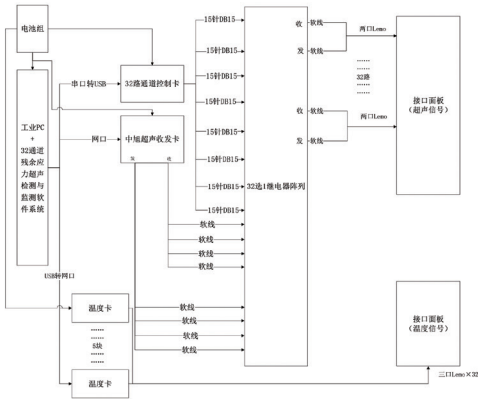 电池组
工业PC
+
32通道
残余应
力超声
检测与
监测软
件系统
串口转USB
网口
USB转网口
32路通道控制卡
中旭超声收发卡
15针DB15
15针DB15
15针DB15
15针DB15
15针DB15
15针DB15
15针DB15
15针DB15
软线
软线
软线
软线
软线
软线
软线
软线
32选1继电器阵列
收
软线
发
软线
两口Lemo
……
32路
……
收
软线
发
软线
两口Lemo
接口面板
（超声信号）
温度卡
……
……
8块
……
……
温度卡
接口面板
（温度信号）
三口Lemo×32